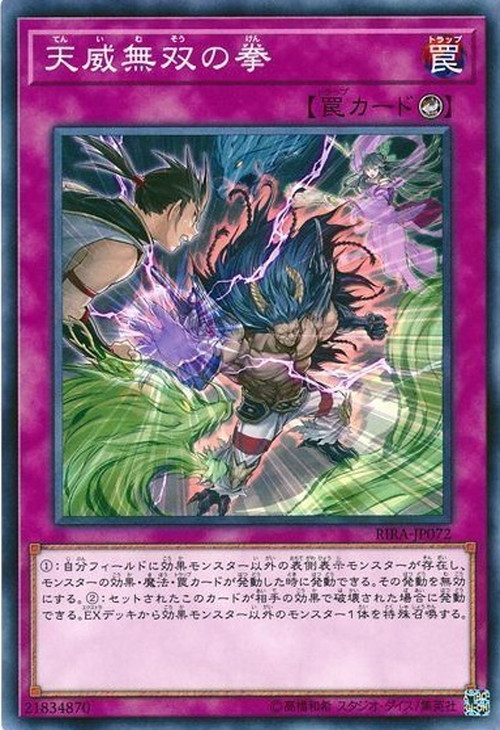 天威無双の拳
罠
【罠カード】
RIRA-JP072
①:自分フィールドに効果モンスター以外の表側表示モンスターが存在し、
モンスターの効果・魔法・罠カードが発動した時に発動できる。その発動を無効
にする。②:セットされたこのカードが相手の効果で破壊された場合に発動
できる。EXデッキから効果モンスター以外のモンスター1体を特殊召喚する。
21834870
©高橋和希 スタジオ・ダイス/集英社